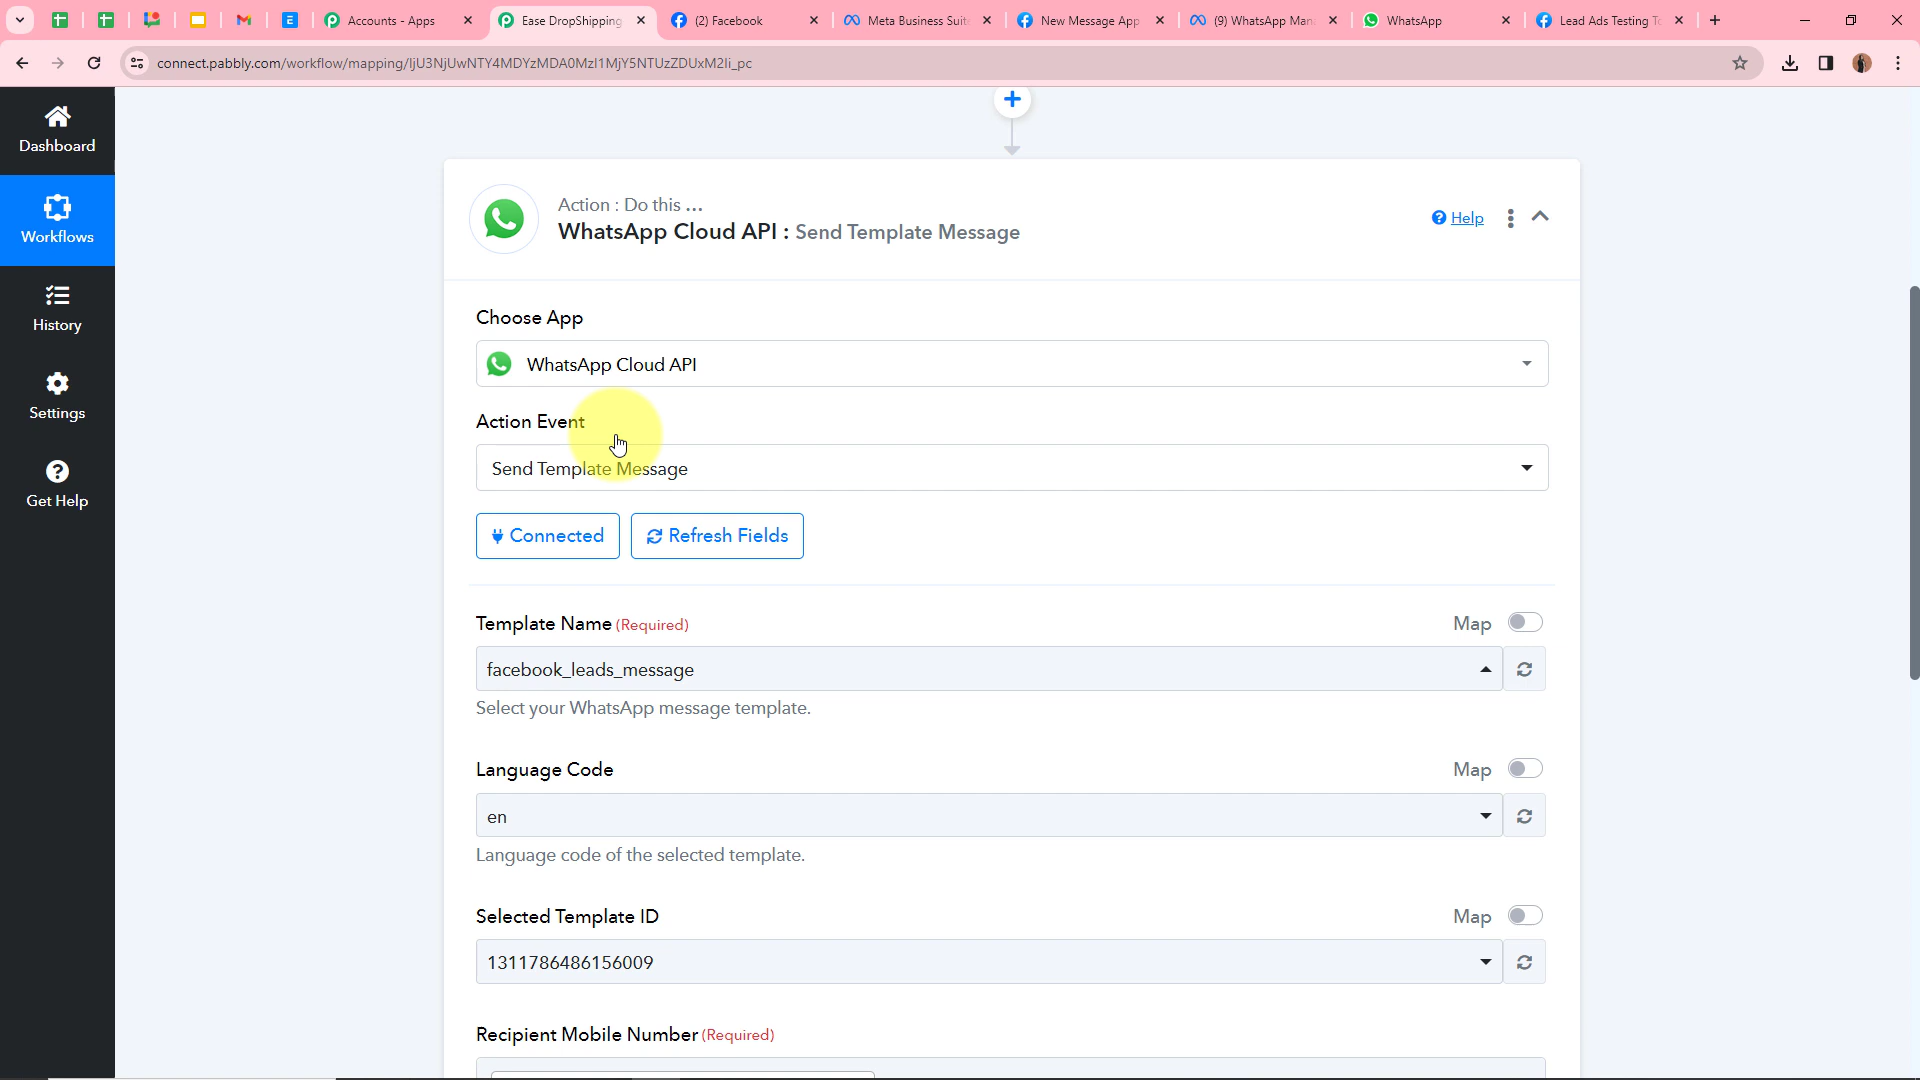 Accounts - Apps
Ease DropShipping
(2) Facebook
Meta Business Suit
New Message App
(9) WhatsApp Man
WhatsApp
Lead Ads Testing To
connect.pabbly.com/workflow/mapping/
Dashboard
Workflows
History
Settings
Get Help
Action : Do this ...
WhatsApp Cloud API : Send Template Message
Help
Choose App
WhatsApp Cloud API
Action Event
Send Template Message
Connected
Refresh Fields
Template Name (Required)
Map
facebook_leads_message
Select your WhatsApp message template.
Language Code
Map
en
Language code of the selected template.
Selected Template ID
Map
1311786486156009
Recipient Mobile Number (Required)